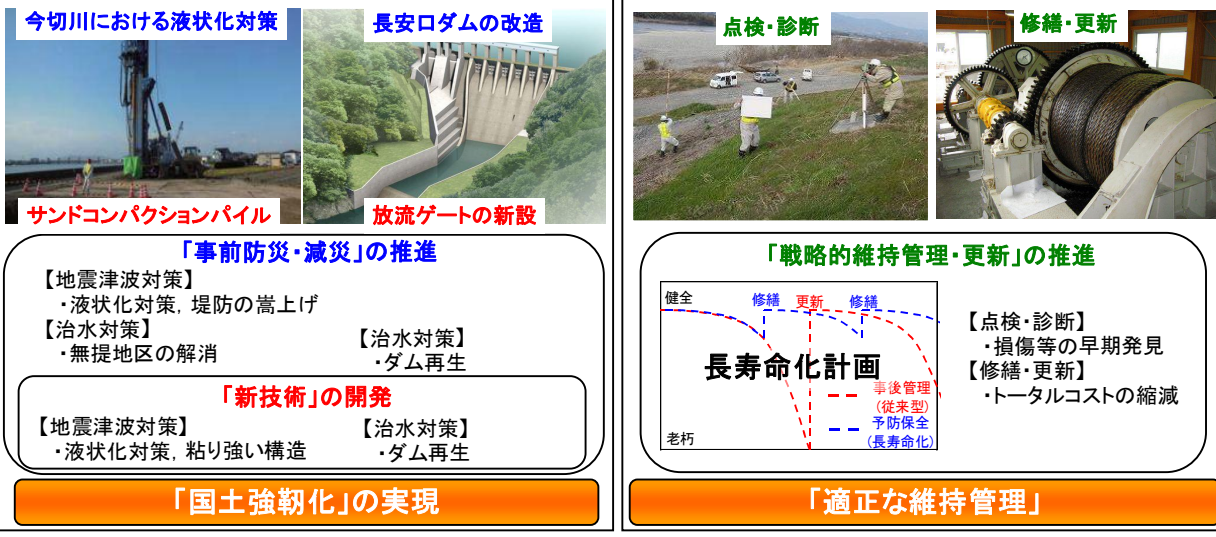 今切川における液状化対策
長安口ダムの改造
サンドコンパクションパイル
放流ゲートの新設
「事前防災・減災」の推進
【地震津波対策】
・液状化対策，堤防の嵩上げ
【治水対策】
・無提地区の解消
【治水対策】
・ダム再生
「新技術」の開発
【地震津波対策】
・液状化対策，粘り強い構造
【治水対策】
・ダム再生
「国土強靭化」の実現
点検・診断
修繕・更新
「戦略的維持管理・更新」の推進
健全
修繕
更新
修繕
長寿命化計画
事後管理
(従来型)
予防保全
(長寿命化)
老朽
【点検・診断】
・損傷等の早期発見
【修繕・更新】
・トータルコストの縮減
「適正な維持管理」